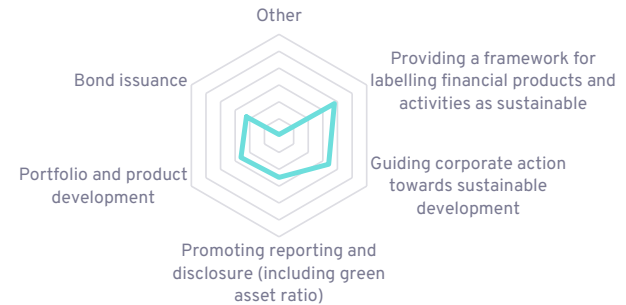 Other
Providing a framework for
labelling financial products and
activities as sustainable
Guiding corporate action
towards sustainable
development
Promoting reporting and
disclosure (including green
asset ratio)
Portfolio and product
development
Bond issuance